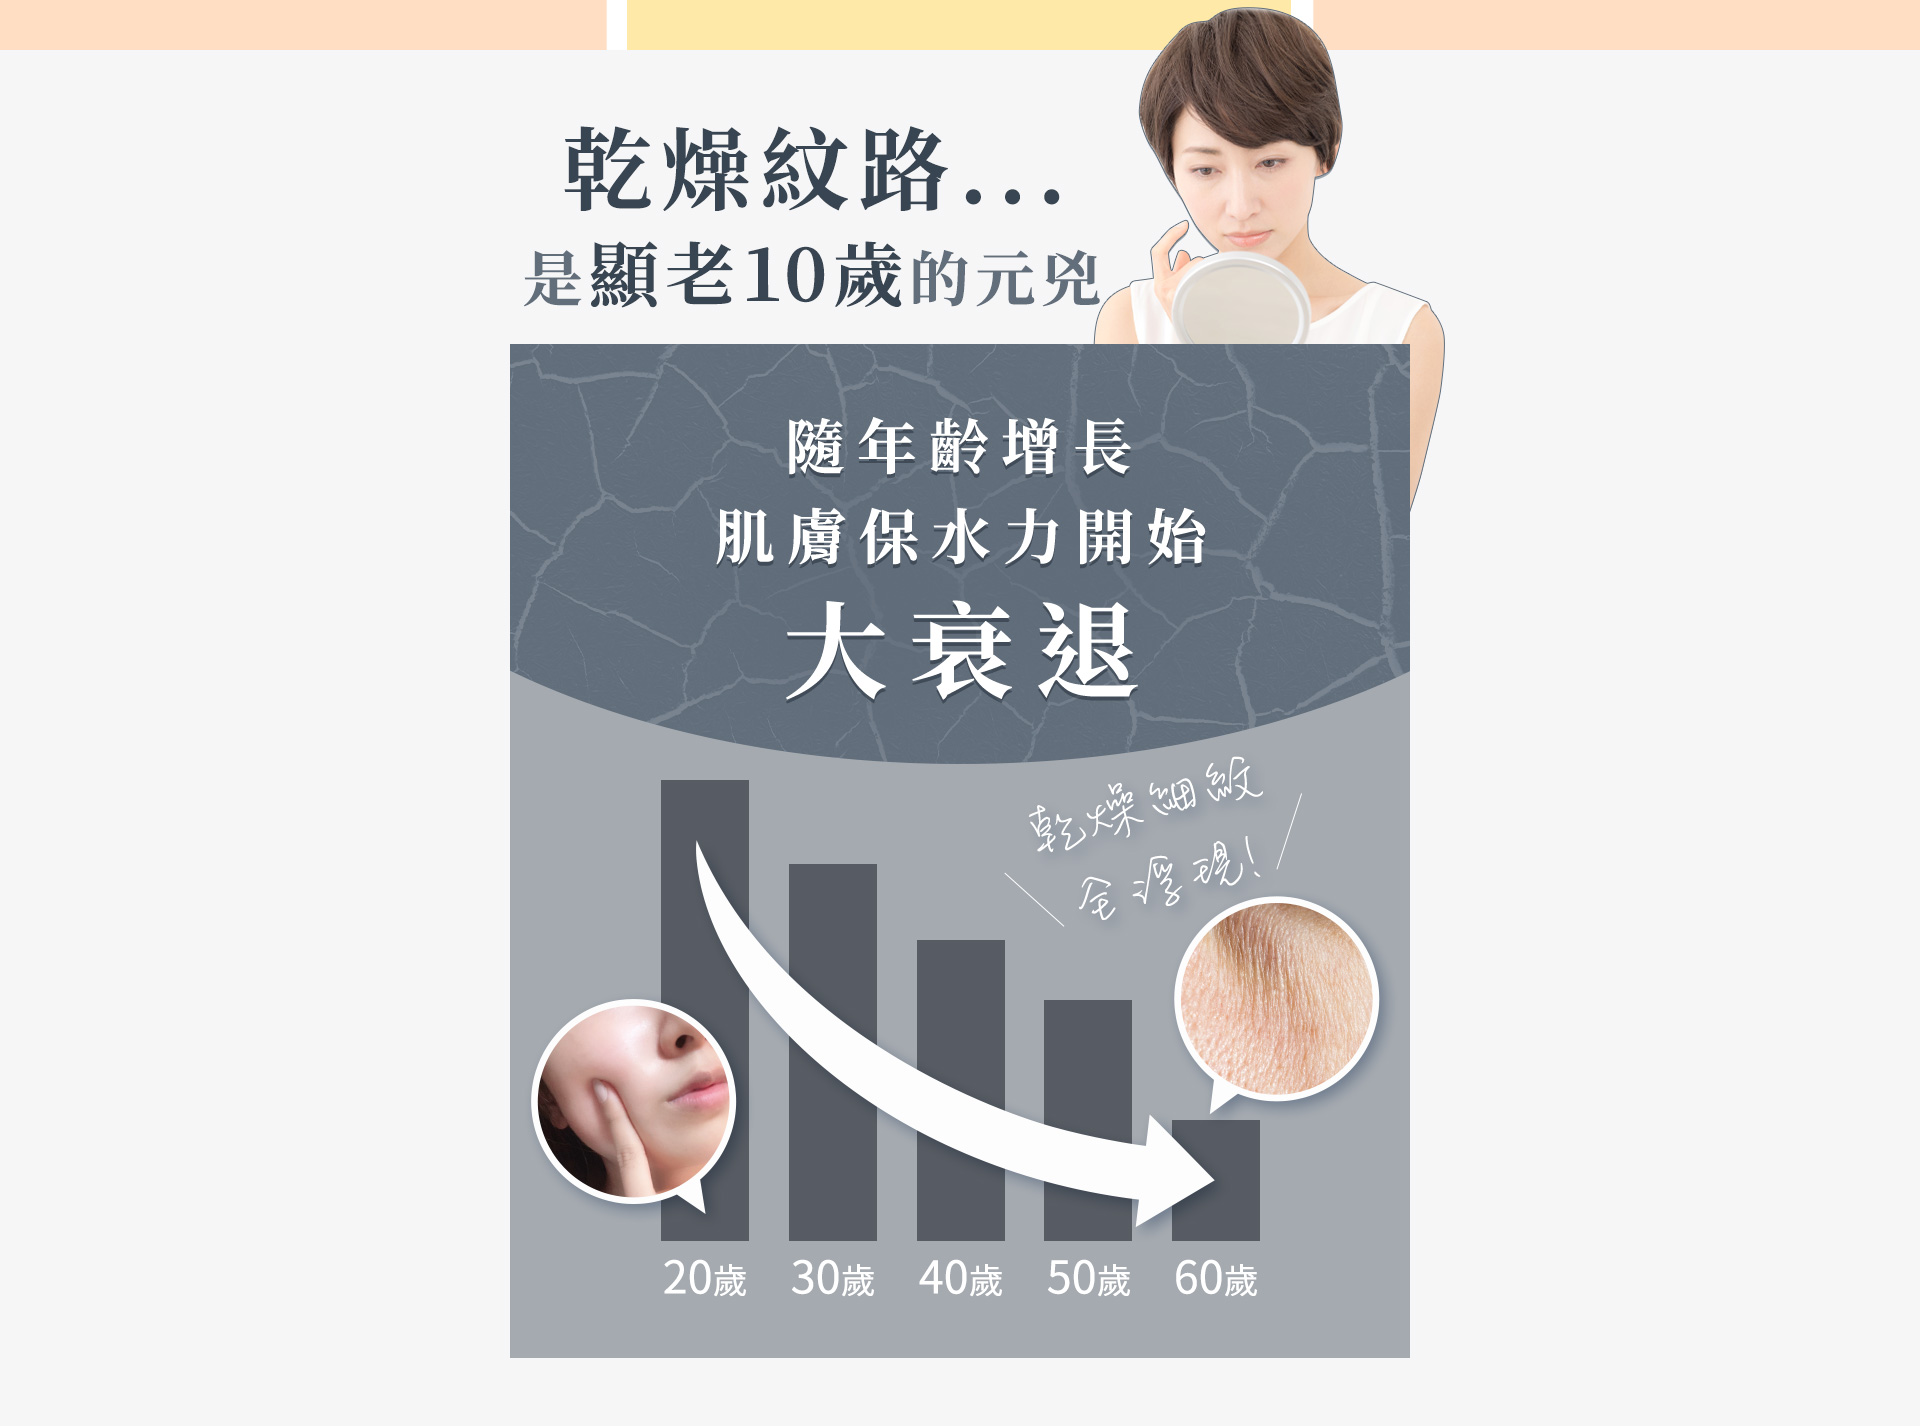 乾燥紋路...
是顯老10歲的元兇
隨年齡增長
肌膚保水力開始
大衰退
乾燥細紋
全浮現!
20歲 30歲 40歲 50歲 60歲